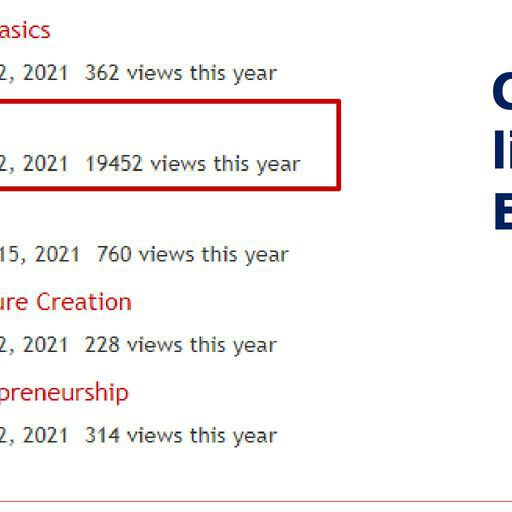 asics
2, 2021 362 views this year
2, 2021 19452 views this year
15, 2021 760 views this year
ure Creation
2, 2021 228 views this year
preneurship
2, 2021 314 views this year
li